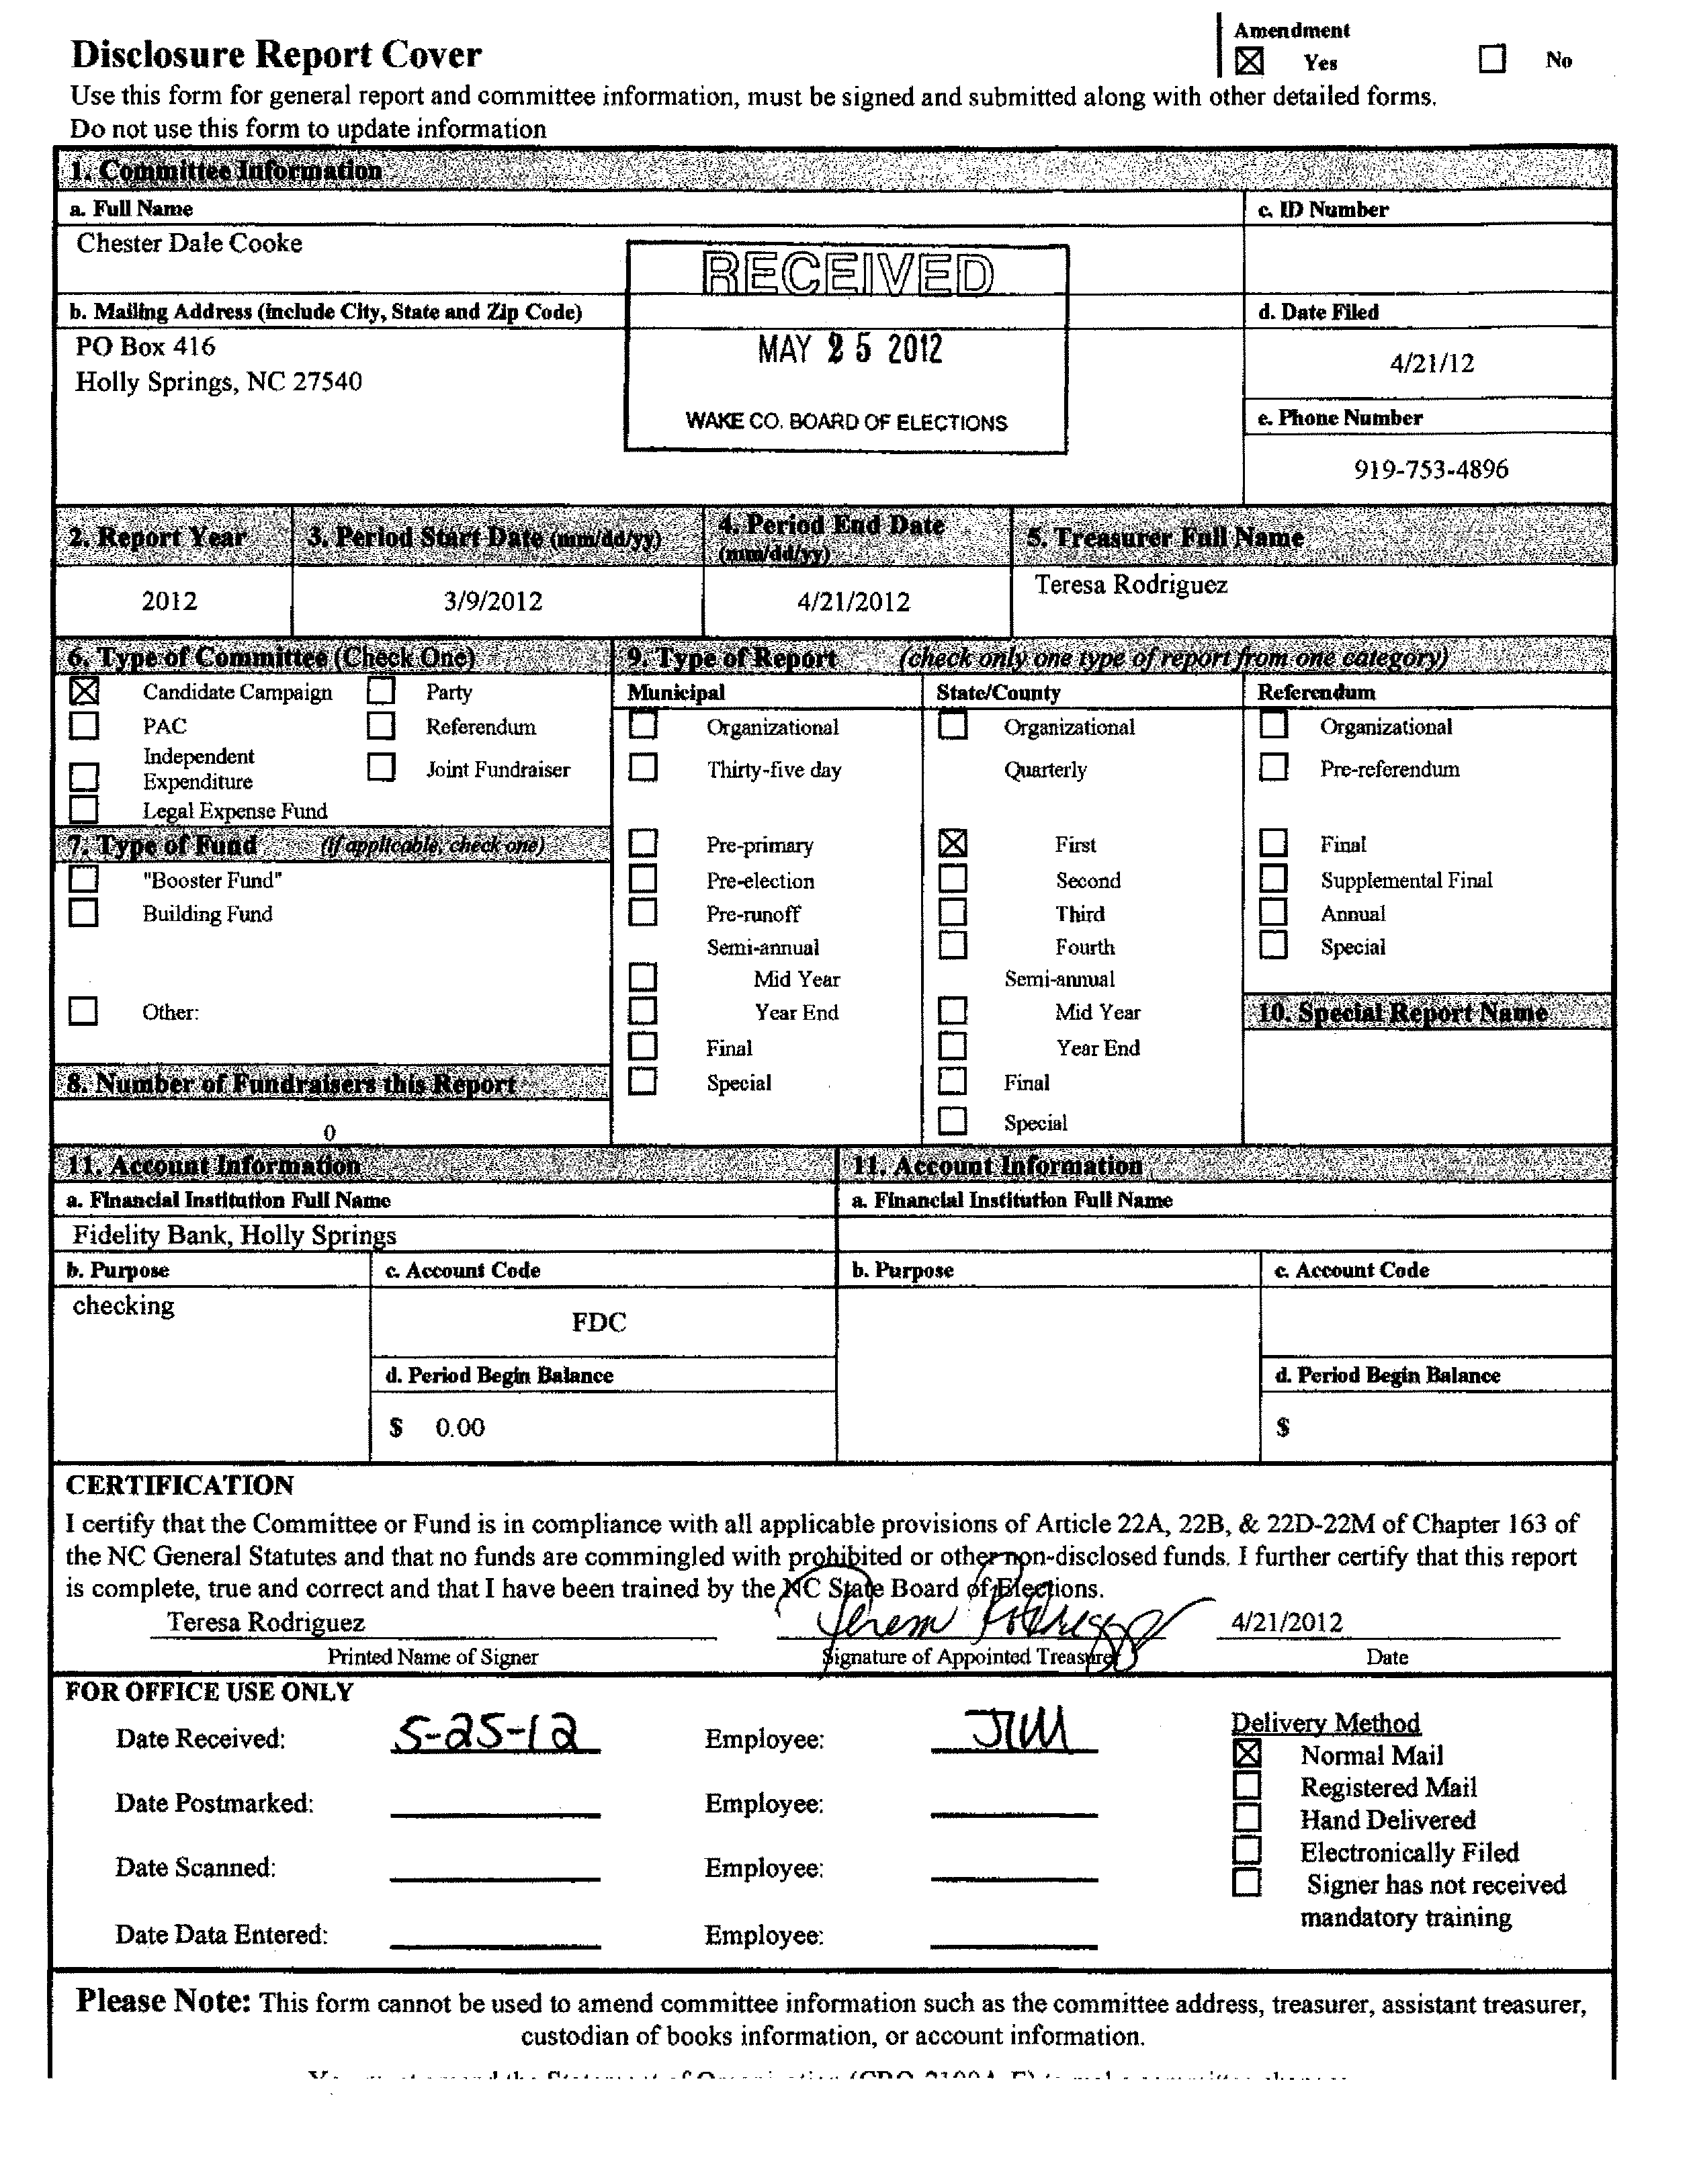 Amendment
Disclosure Report Cover
Yes No
Use this form for general report and committee information, must be signed and submitted along with other detailed forms.
Do not use this form to update information
1. Committee Information
a. Full Name c. ID Number
Chester Dale Cooke
RECEIVED
b. Mailing Address (include City, State and Zip Code) d. Date Filed
PO Box 416 MAY 25 2012 4/21/12
Holly Springs, NC 27540
WAKE CO. BOARD OF ELECTIONS e. Phone Number
919-753-4896
2. Report Year 3. Period Start Date (mm/dd/yy) 4. Period End Date (mm/dd/yy) 5. Treasurer Full Name
2012 3/9/2012 4/21/2012 Teresa Rodriguez
6. Type of Committee (Check One) 9. Type of Report (check only one type of report from one category)
Candidate Campaign Party Municipal State/County Referendum
PAC Referendum Organizational Organizational Organizational
Independent Expenditure Joint Fundraiser Thirty-five day Quarterly Pre-referendum
Legal Expense Fund
7. Type of Fund (if applicable, check one) Pre-primary First Final
"Booster Fund" Pre-election Second Supplemental Final
Building Fund Pre-runoff Third Annual
Semi-annual Fourth Special
Mid Year Semi-annual
Other: Year End Mid Year 10. Special Report Name
Final Year End
8. Number of Fundraisers this Report Special Final
0 Special
11. Account Information 11. Account Information
a. Financial Institution Full Name a. Financial Institution Full Name
Fidelity Bank, Holly Springs
b. Purpose c. Account Code b. Purpose c. Account Code
checking FDC
d. Period Begin Balance d. Period Begin Balance
$ 0.00 $
CERTIFICATION
I certify that the Committee or Fund is in compliance with all applicable provisions of Article 22A, 22B, & 22D-22M of Chapter 163 of
the NC General Statutes and that no funds are commingled with prohibited or other non-disclosed funds. I further certify that this report
is complete, true and correct and that I have been trained by the NC State Board of Elections.
Teresa Rodriguez 4/21/2012
Printed Name of Signer Signature of Appointed Treasurer Date
FOR OFFICE USE ONLY
Date Received: 5-25-12 Employee: Delivery Method
Normal Mail
Date Postmarked: Employee: Registered Mail
Hand Delivered
Date Scanned: Employee: Electronically Filed
Signer has not received
Date Data Entered: Employee: mandatory training
Please Note: This form cannot be used to amend committee information such as the committee address, treasurer, assistant treasurer,
custodian of books information, or account information.